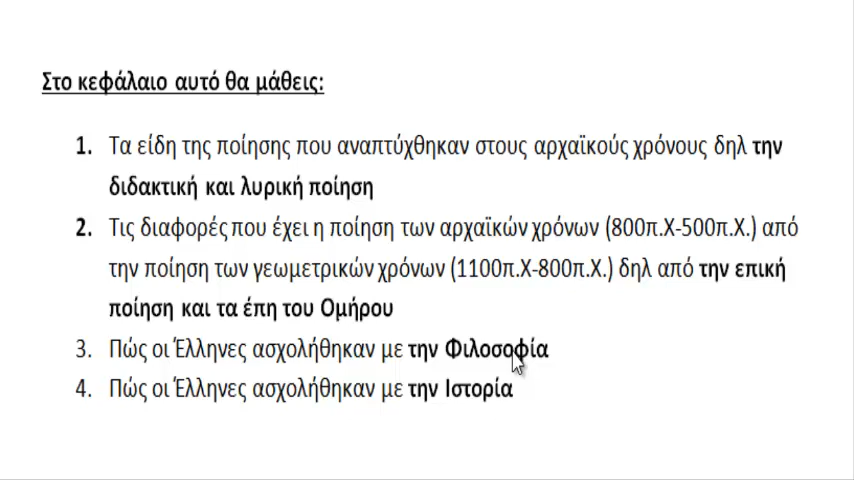 Στο κεφάλαιο αυτό θα μάθεις:
1. Τα είδη της ποίησης που αναπτύχθηκαν στους αρχαϊκούς χρόνους δηλ την
διδακτική και λυρική ποίηση
2. Τις διαφορές που έχει η ποίηση των αρχαϊκών χρόνων (800π.Χ-500π.Χ.) από
την ποίηση των γεωμετρικών χρόνων (1100π.Χ-800π.Χ.) δηλ από την επική
ποίηση και τα έπη του Ομήρου
3. Πώς οι Έλληνες ασχολήθηκαν με την Φιλοσοφία
4. Πώς οι Έλληνες ασχολήθηκαν με την Ιστορία